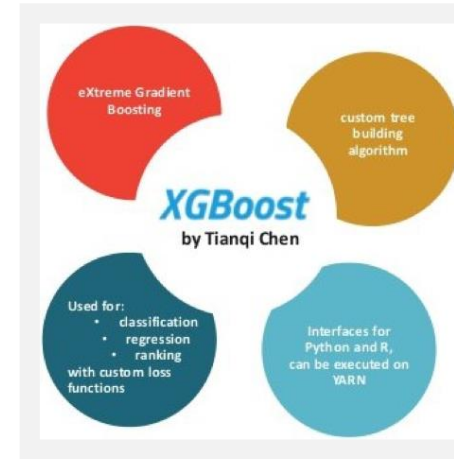 eXtreme Gradient
Boosting
custom tree
building
algorithm
XGBoost
by Tianqi Chen
Used for:
• classification
• regression
• ranking
with custom loss
functions
Interfaces for
Python and R,
can be executed on
YARN